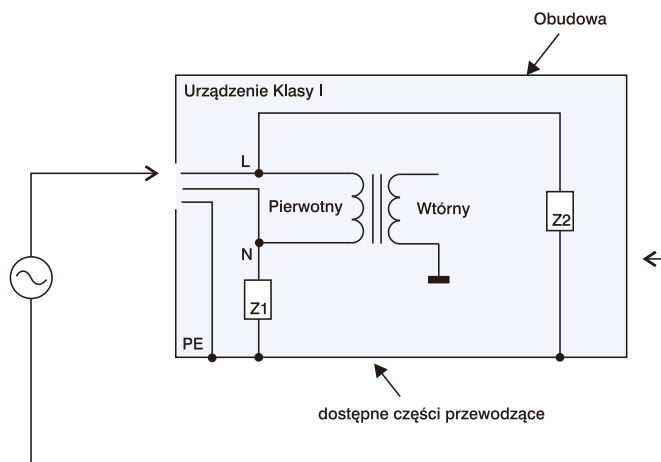 Obudowa
Urządzenie Klasy I
L
Pierwotny
Wtórny
Z2
N
Z1
PE
dostępne części przewodzące